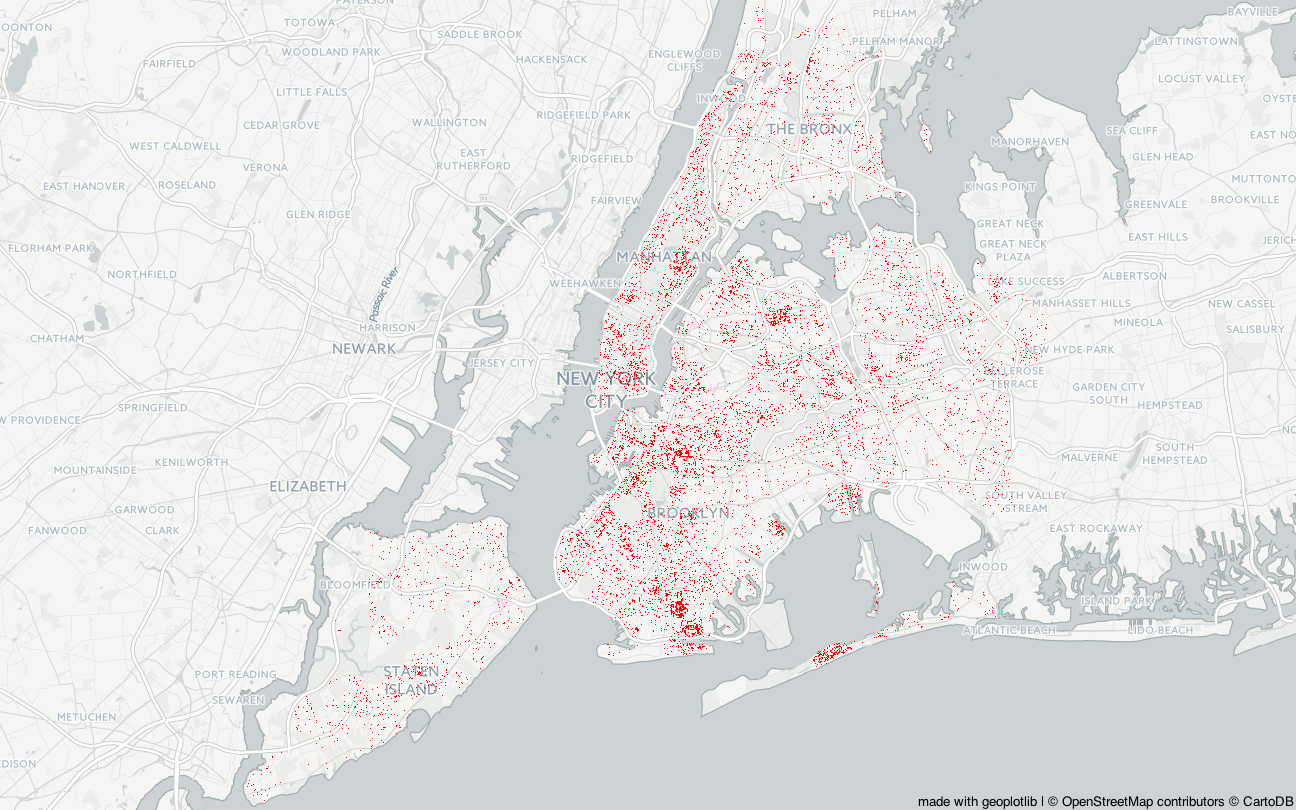 PATERSON
BAYVILLE
TOTOWA
PELHAM
OONTON
SADDLE BROOK
LATTINGTOWN
WOODLAND PARK
PELHAM MANOR
ENGLEWOOD
CLIFFS
HACKENSACK
FAIRFIELD
LOCUST VALLEY
LITTLE FALLS
INWOOD
OYSTE
RIDGEFIELD PARK
WALLINGTON
CEDAR GROVE
THE BRONX
SEA CLIFF
EAST NO
WEST CALDWELL
MANORHAVEN
EAST
RUTHERFORD
RIDGEFIELD
GLEN HEAD
VERONA
EAST HANOVER
ROSELAND
KINGS POINT
MUTTONTO
FAIRVIEW
GREENVALE
BROOKVILLE
GLEN RIDGE
GREAT NECK
EAST HILLS
JERICH
FLORHAM PARK
GREAT NECK
PLAZA
MANHATTAN
NORTHFIELD
ALBERTSON
WEEHAWKEN
LAKE SUCCESS
Passaic River
MANHASSET HILLS
NEW CASSEL
HARRISON
MINEOLA
SALISBURY
CHATHAM
NEWARK
NEW HYDE PARK
JERSEY CITY
BELLEROSE
TERRACE
NEW YORK
CITY
GARDEN CITY
SOUTH
SPRINGFIELD
HEMPSTEAD
W PROVIDENCE
SOUTH
HEMPSTEAD
KENILWORTH
MALVERNE
MOUNTAINSIDE
ELIZABETH
SOUTH VALLEY
STREAM
GARWOOD
BROOKLYN
FANWOOD
CLARK
EAST ROCKAWAY
INWOOD
BLOOMFIELD
ISLAND PARK
ATLANTIC BEACH
LIDO BEACH
STATEN
ISLAND
PORT READING
SEWAREN
METUCHEN
EDISON
made with geoplotlib | © OpenStreetMap contributors © CartoDB